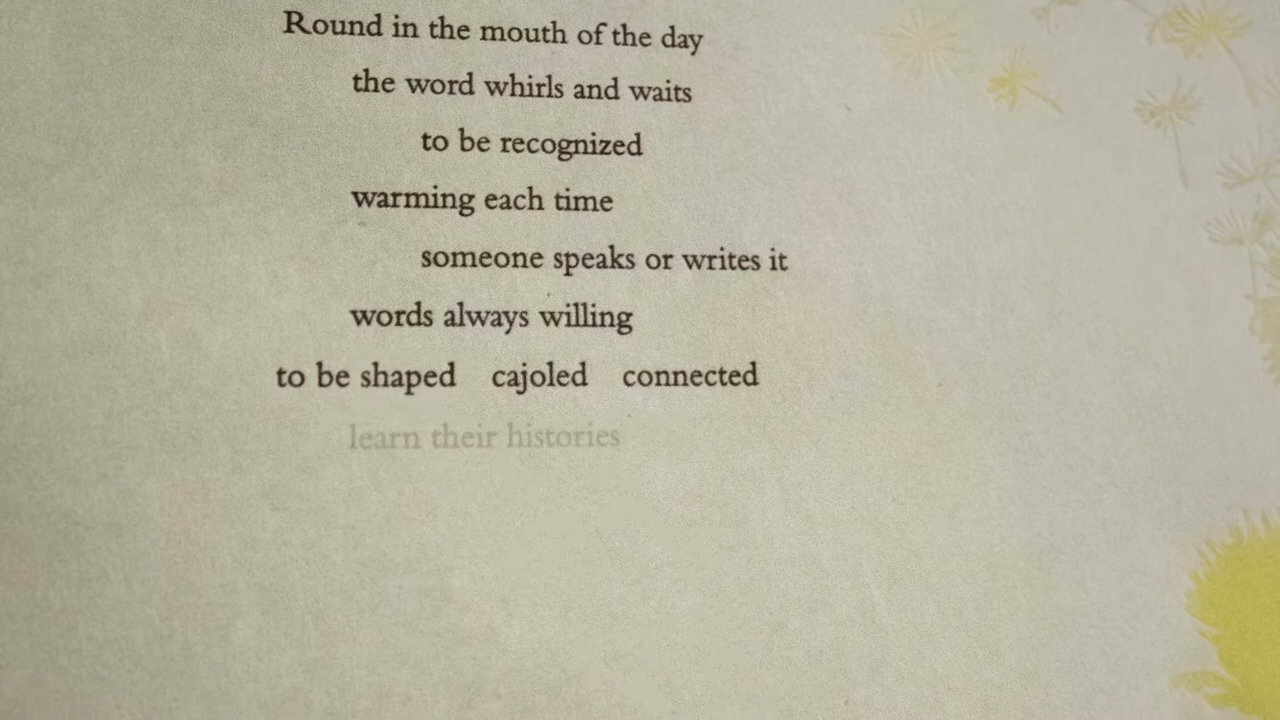 Round in the mouth of the day
the word whirls and waits
to be recognized
warming each time
someone speaks or writes it
words always willing
to be shaped cajoled connected
learn their histories